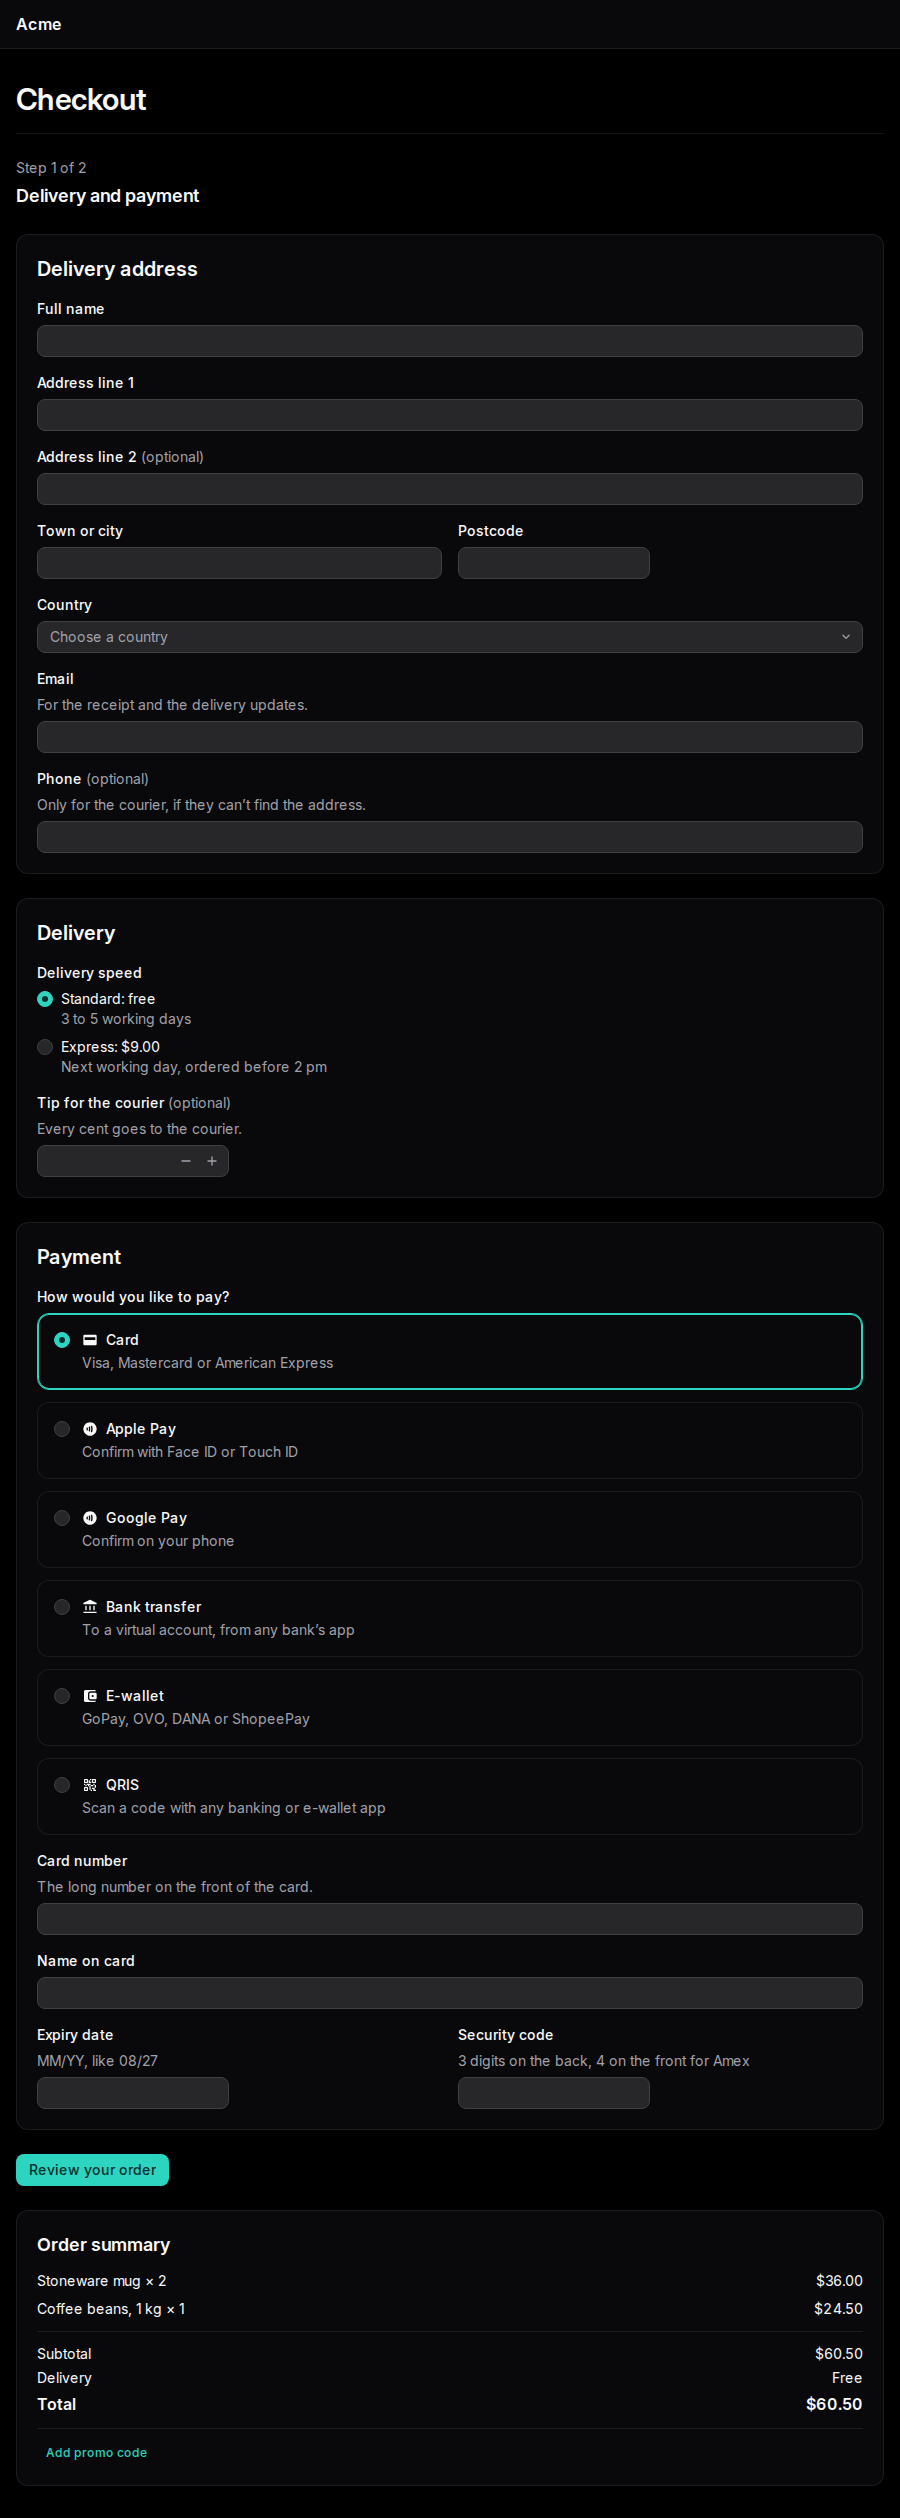 Acme
Checkout
Step 1 of 2
Delivery and payment
Delivery address
Full name
Address line 1
Address line 2 (optional)
Town or city
Postcode
Country
Choose a country
Email
For the receipt and the delivery updates.
Phone (optional)
Only for the courier, if they can’t find the address.
Delivery
Delivery speed
Standard: free
3 to 5 working days
Express: $9.00
Next working day, ordered before 2 pm
Tip for the courier (optional)
Every cent goes to the courier.
Payment
How would you like to pay?
Card
Visa, Mastercard or American Express
Apple Pay
Confirm with Face ID or Touch ID
Google Pay
Confirm on your phone
Bank transfer
To a virtual account, from any bank’s app
E-wallet
GoPay, OVO, DANA or ShopeePay
QRIS
Scan a code with any banking or e-wallet app
Card number
The long number on the front of the card.
Name on card
Expiry date
MM/YY, like 08/27
Security code
3 digits on the back, 4 on the front for Amex
Review your order
Order summary
Stoneware mug × 2 $36.00
Coffee beans, 1 kg × 1 $24.50
Subtotal $60.50
Delivery Free
Total $60.50
Add promo code